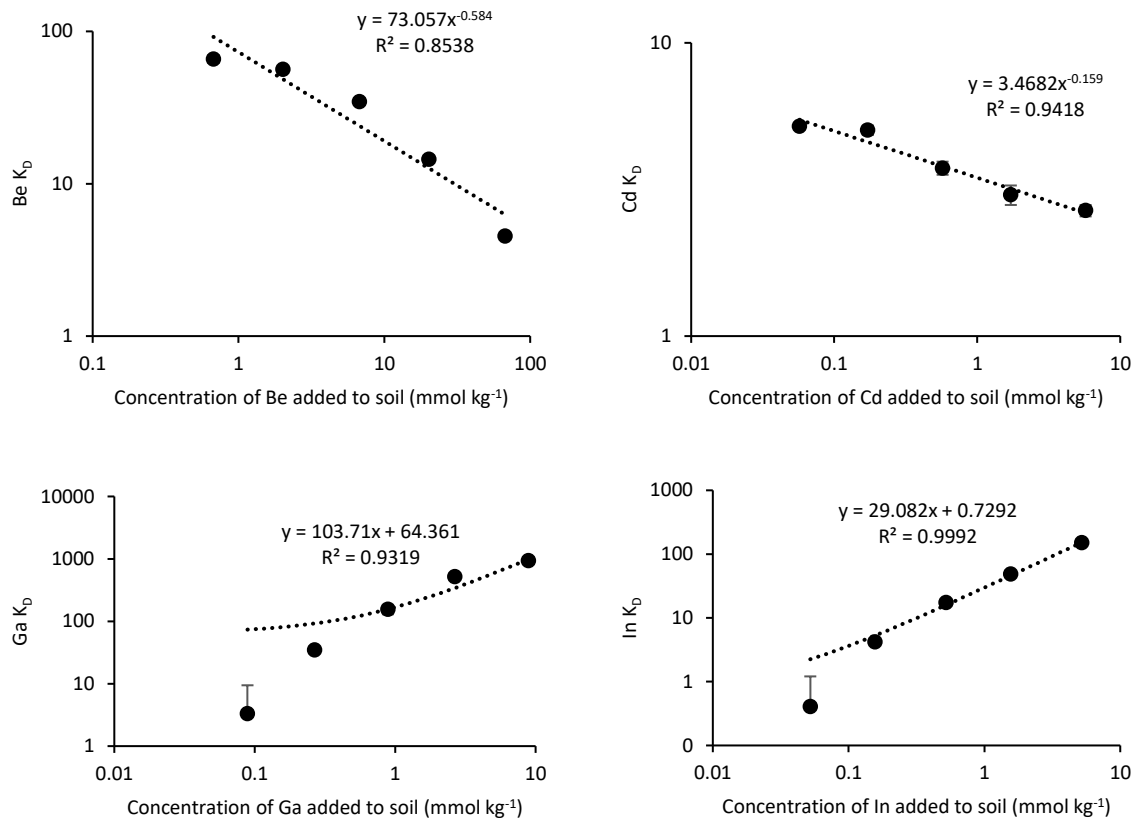 y = 73.057x⁻⁰·⁵⁸⁴
R² = 0.8538
100
10
1
Be K_D
0.1 1 10 100
Concentration of Be added to soil (mmol kg⁻¹)
y = 3.4682x⁻⁰·¹⁵⁹
R² = 0.9418
10
1
Cd K_D
0.01 0.1 1 10
Concentration of Cd added to soil (mmol kg⁻¹)
y = 103.71x + 64.361
R² = 0.9319
10000
1000
100
10
1
Ga K_D
0.01 0.1 1 10
Concentration of Ga added to soil (mmol kg⁻¹)
y = 29.082x + 0.7292
R² = 0.9992
1000
100
10
1
0
In K_D
0.01 0.1 1 10
Concentration of In added to soil (mmol kg⁻¹)